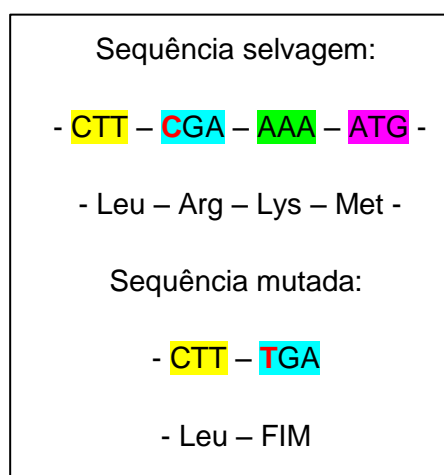 Sequência selvagem:
- CTT – CGA – AAA – ATG -
- Leu – Arg – Lys – Met -
Sequência mutada:
- CTT – TGA
- Leu – FIM